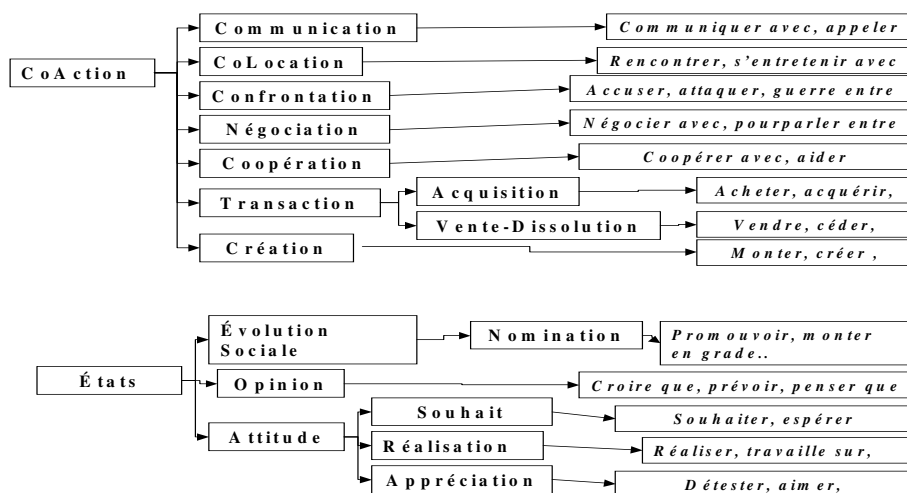 CoAction
Communication
Communiquer avec, appeler
CoLocation
Rencontrer, s'entretenir avec
Confrontation
Accuser, attaquer, guerre entre
Négociation
Négocier avec, pourparler entre
Coopération
Coopérer avec, aider
Transaction
Acquisition
Acheter, acquérir,
Vente-Dissolution
Vendre, céder,
Création
Monter, créer ,
États
Évolution
Sociale
Nomination
Promouvoir, monter
en grade..
Opinion
Croire que, prévoir, penser que
Attitude
Souhait
Souhaiter, espérer
Réalisation
Réaliser, travaille sur,
Appréciation
Détester, aimer,